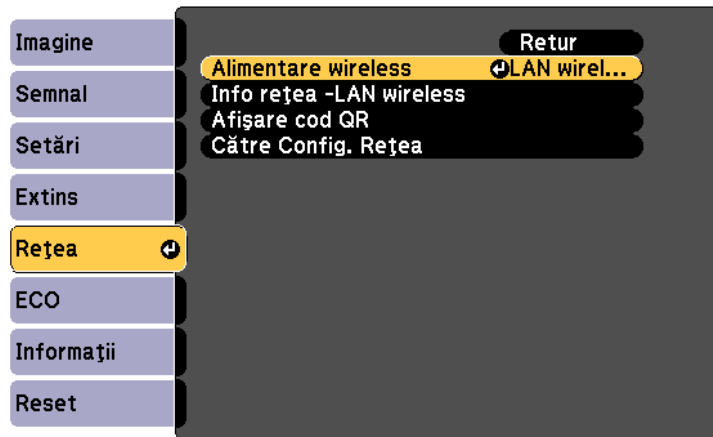 Imagine
Semnal
Setări
Extins
Reţea
ECO
Informaţii
Reset
Retur
Alimentare wireless LAN wirel...
Info reţea -LAN wireless
Afişare cod QR
Către Config. Reţea